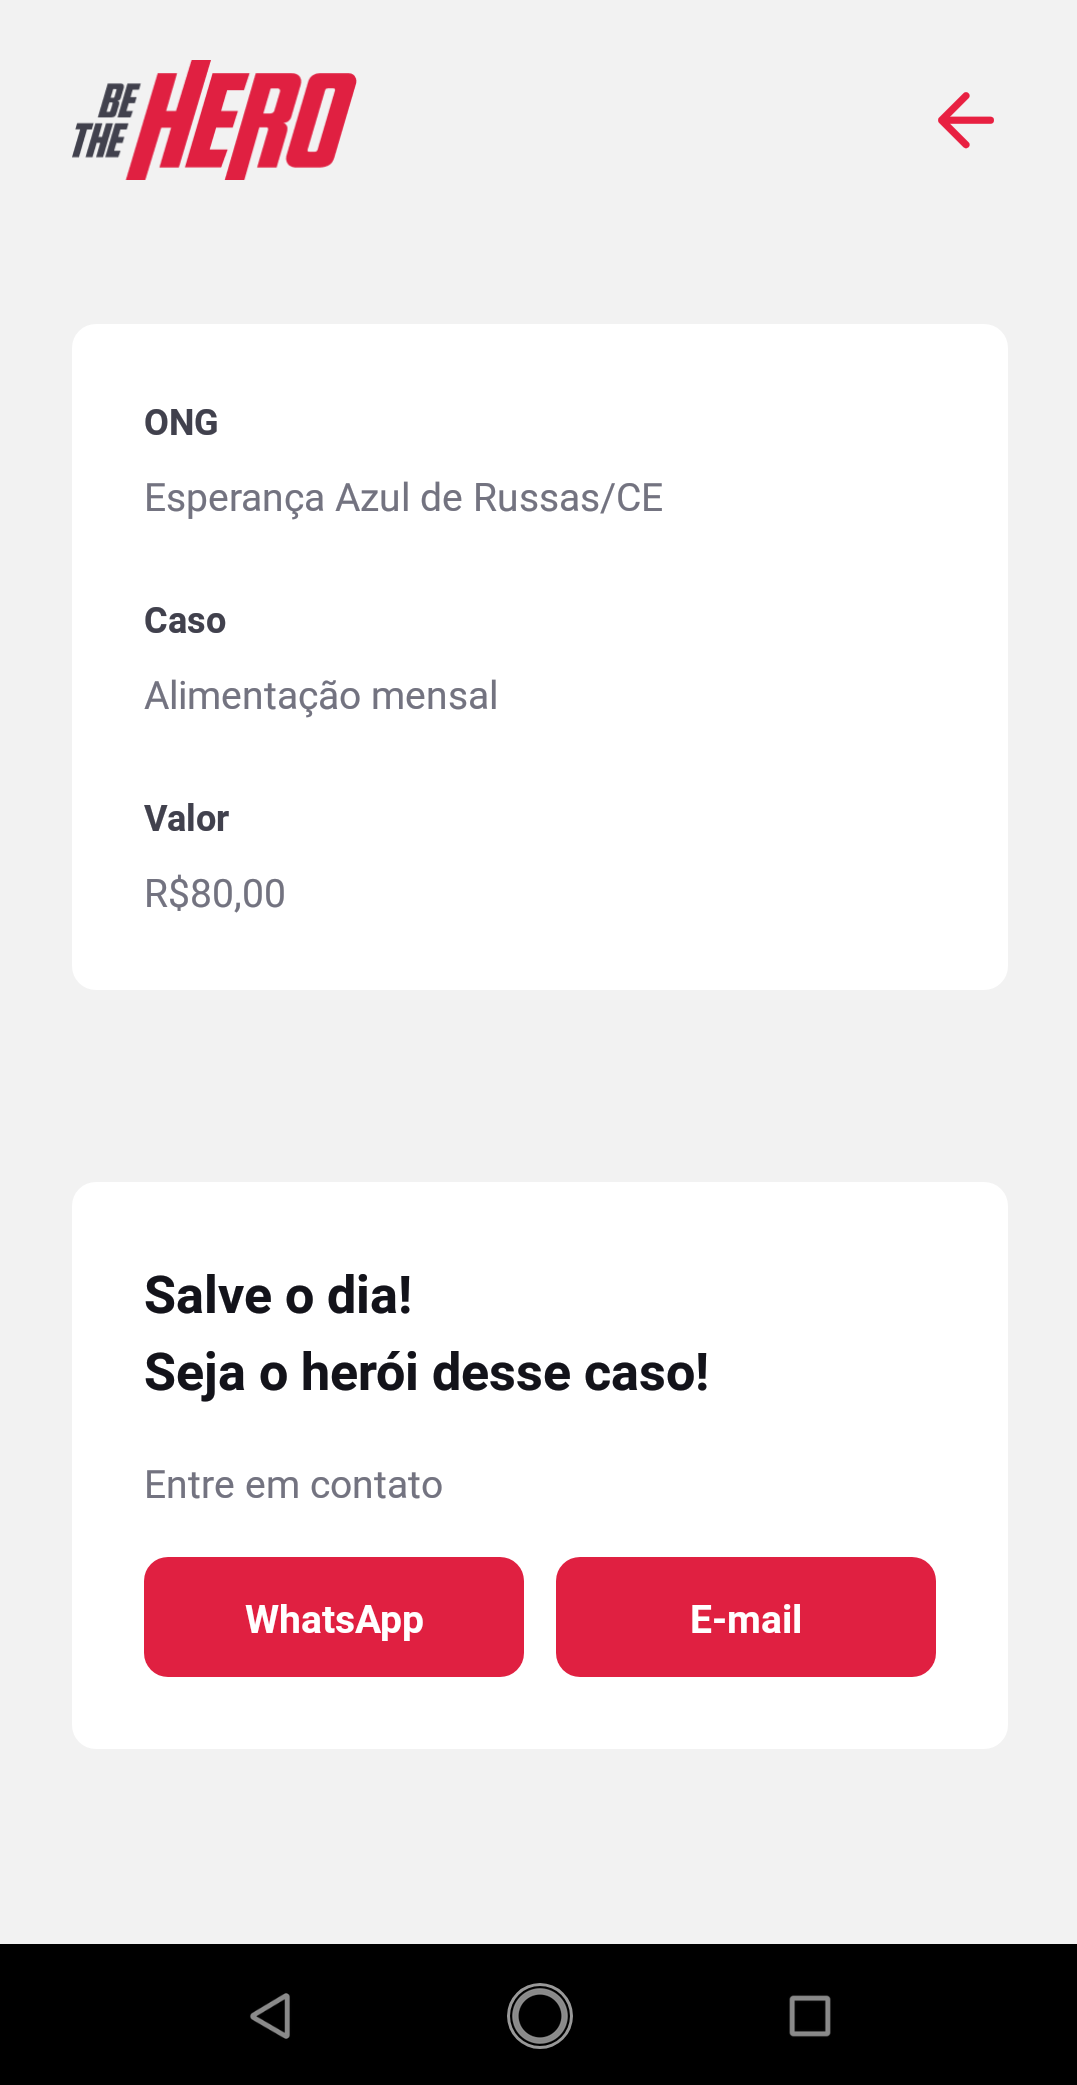 BE
THE HERO
ONG
Esperança Azul de Russas/CE
Caso
Alimentação mensal
Valor
R$80,00
Salve o dia!
Seja o herói desse caso!
Entre em contato
WhatsApp
E-mail